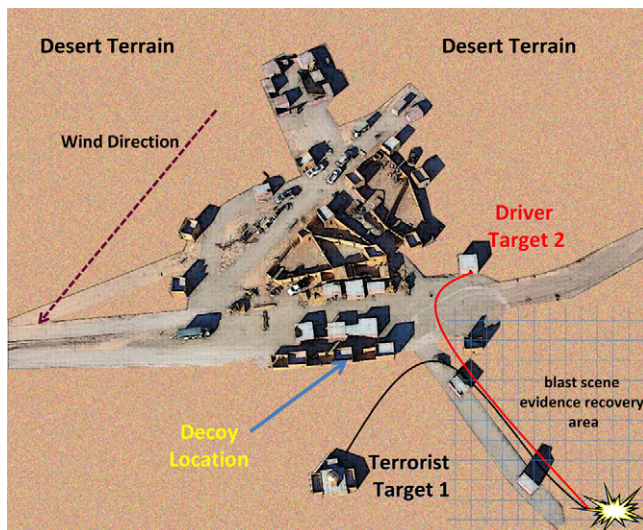 Desert Terrain
Desert Terrain
Wind Direction
Driver
Target 2
blast scene
evidence recovery
area
Decoy
Location
Terrorist
Target 1